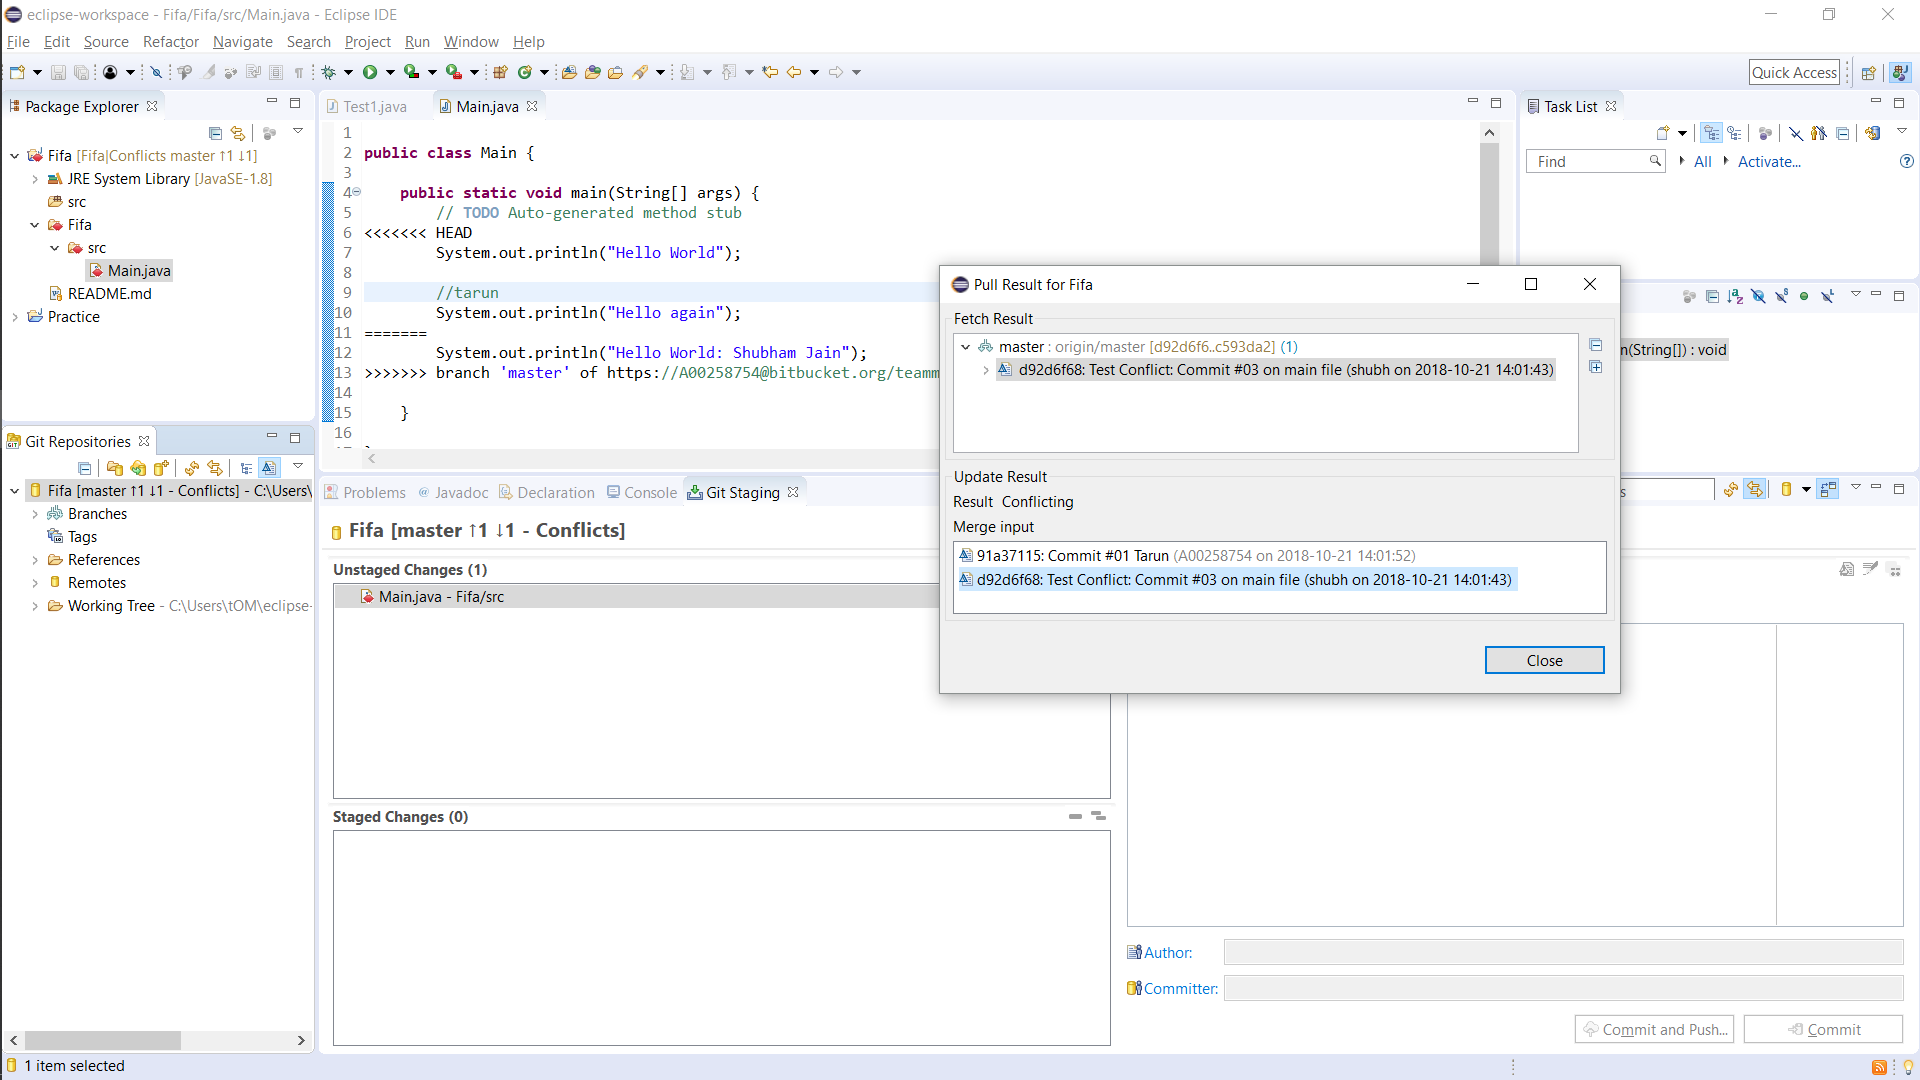 eclipse-workspace - Fifa/Fifa/src/Main.java - Eclipse IDE
File Edit Source Refactor Navigate Search Project Run Window Help
Quick Access
Package Explorer
Fifa [Fifa|Conflicts master ↑1 ↓1]
JRE System Library [JavaSE-1.8]
src
Fifa
src
Main.java
README.md
Practice
Test1.java Main.java
1
2 public class Main {
3
4 public static void main(String[] args) {
5 // TODO Auto-generated method stub
6 <<<<<<< HEAD
7 System.out.println("Hello World");
8
9 //tarun
10 System.out.println("Hello again");
11 =======
12 System.out.println("Hello World: Shubham Jain");
13 >>>>>>> branch 'master' of https://A00258754@bitbucket.org/teamm
14
15 }
16
Task List
Find All Activate...
n(String[]) : void
Pull Result for Fifa
Fetch Result
master : origin/master [d92d6f6..c593da2] (1)
d92d6f68: Test Conflict: Commit #03 on main file (shubh on 2018-10-21 14:01:43)
Update Result
Result Conflicting
Merge input
91a37115: Commit #01 Tarun (A00258754 on 2018-10-21 14:01:52)
d92d6f68: Test Conflict: Commit #03 on main file (shubh on 2018-10-21 14:01:43)
Close
Git Repositories
Fifa [master ↑1 ↓1 - Conflicts] - C:\Users\
Branches
Tags
References
Remotes
Working Tree - C:\Users\tOM\eclipse-
Problems Javadoc Declaration Console Git Staging
Fifa [master ↑1 ↓1 - Conflicts]
Unstaged Changes (1)
Main.java - Fifa/src
Staged Changes (0)
Author:
Committer:
Commit and Push... Commit
1 item selected